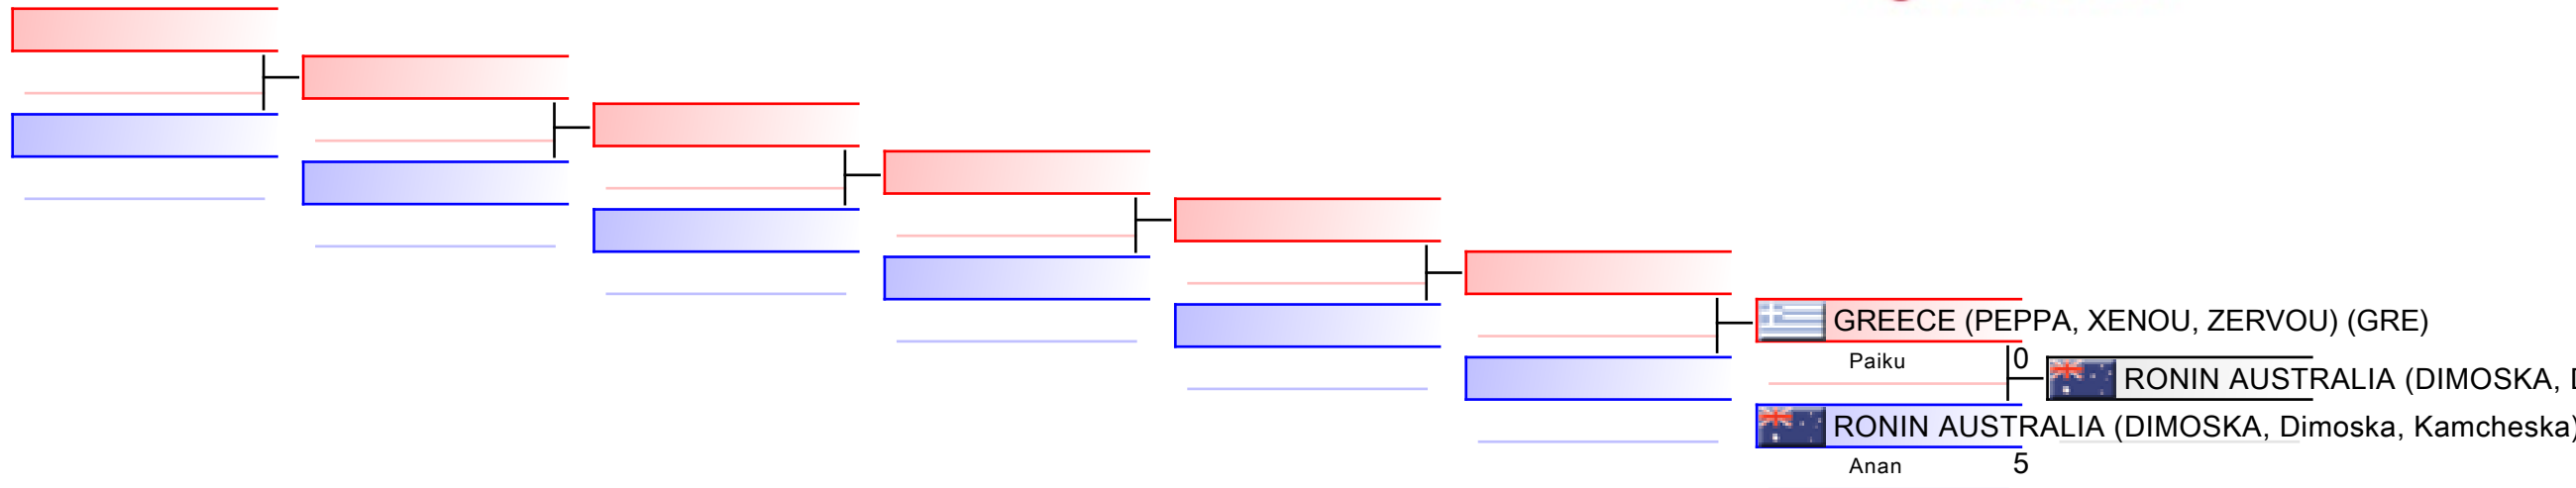 GREECE (PEPPA, XENOU, ZERVOU) (GRE)
Paiku
0
RONIN AUSTRALIA (DIMOSKA,
RONIN AUSTRALIA (DIMOSKA, Dimoska, Kamcheska)
Anan
5